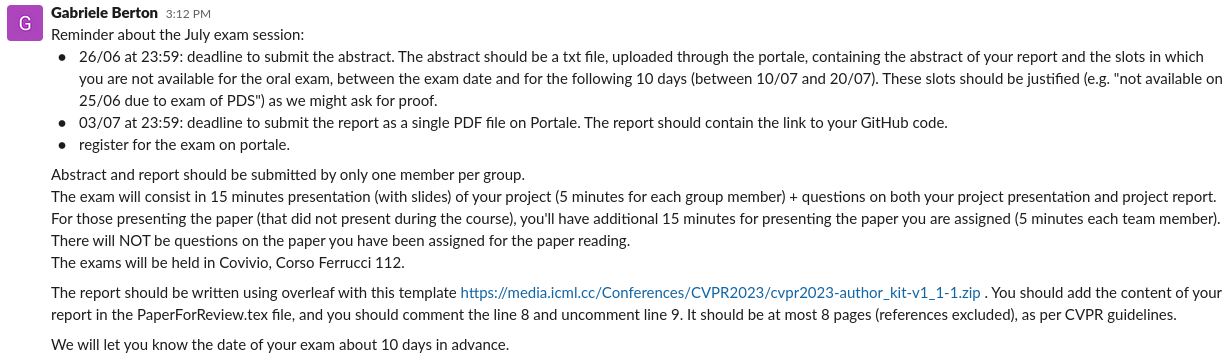 G
Gabriele Berton 3:12 PM
Reminder about the July exam session:
● 26/06 at 23:59: deadline to submit the abstract. The abstract should be a txt file, uploaded through the portale, containing the abstract of your report and the slots in which
you are not available for the oral exam, between the exam date and for the following 10 days (between 10/07 and 20/07). These slots should be justified (e.g. "not available on
25/06 due to exam of PDS") as we might ask for proof.
● 03/07 at 23:59: deadline to submit the report as a single PDF file on Portale. The report should contain the link to your GitHub code.
● register for the exam on portale.
Abstract and report should be submitted by only one member per group.
The exam will consist in 15 minutes presentation (with slides) of your project (5 minutes for each group member) + questions on both your project presentation and project report.
For those presenting the paper (that did not present during the course), you'll have additional 15 minutes for presenting the paper you are assigned (5 minutes each team member).
There will NOT be questions on the paper you have been assigned for the paper reading.
The exams will be held in Covivio, Corso Ferrucci 112.
The report should be written using overleaf with this template https://media.icml.cc/Conferences/CVPR2023/cvpr2023-author_kit-v1_1-1.zip . You should add the content of your
report in the PaperForReview.tex file, and you should comment the line 8 and uncomment line 9. It should be at most 8 pages (references excluded), as per CVPR guidelines.
We will let you know the date of your exam about 10 days in advance.